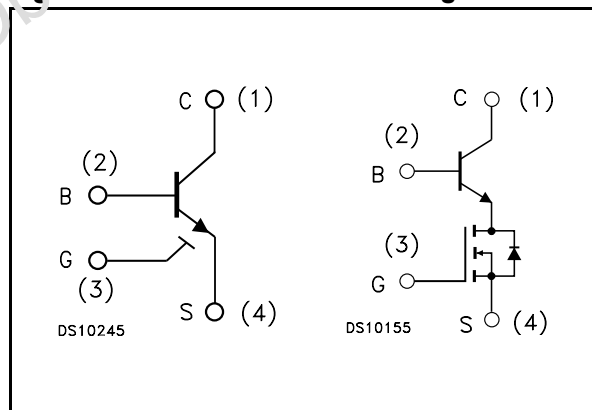 C (1)
(2)
B
G
(3)
S (4)
DS10245
C (1)
(2)
B
(3)
G
S (4)
DS10155